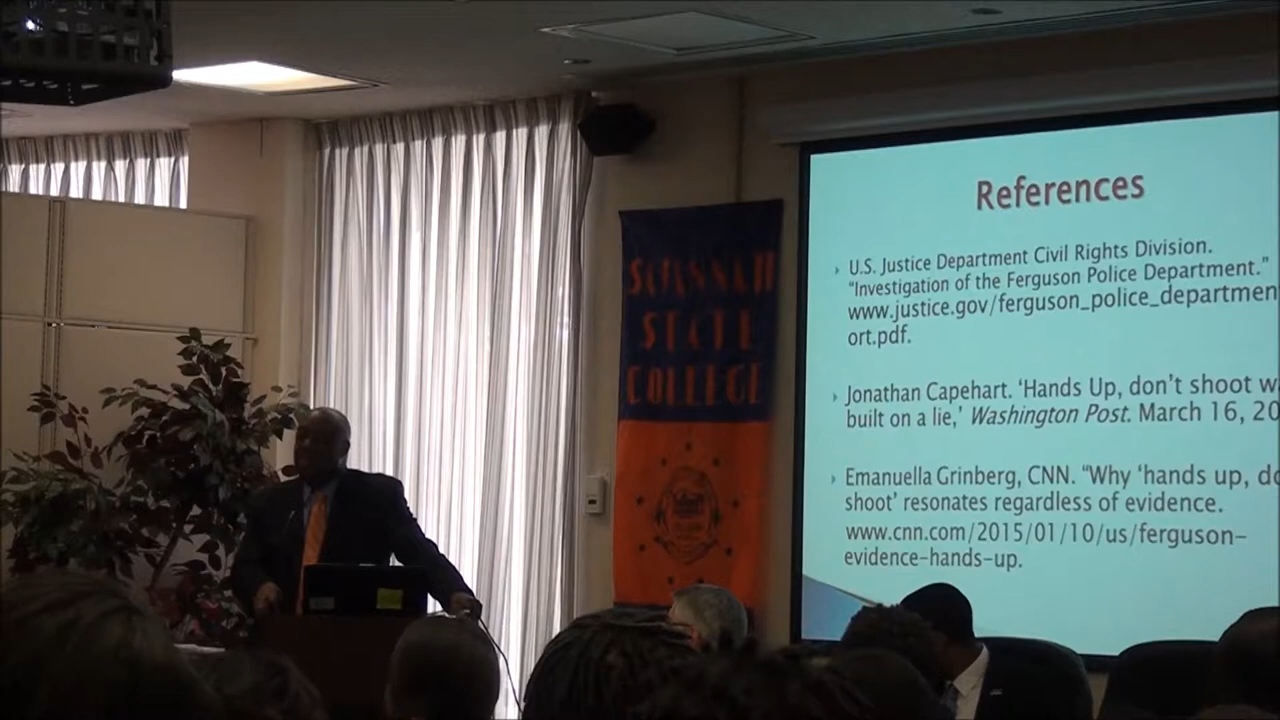 SAVANNAH
STATE
COLLEGE
References
U.S. Justice Department Civil Rights Division.
"Investigation of the Ferguson Police Department."
www.justice.gov/ferguson_police_departmen
ort.pdf.
Jonathan Capehart. 'Hands Up, don't shoot w
built on a lie,' Washington Post. March 16, 20
Emanuella Grinberg, CNN. "Why 'hands up, do
shoot' resonates regardless of evidence.
www.cnn.com/2015/01/10/us/ferguson-
evidence-hands-up.